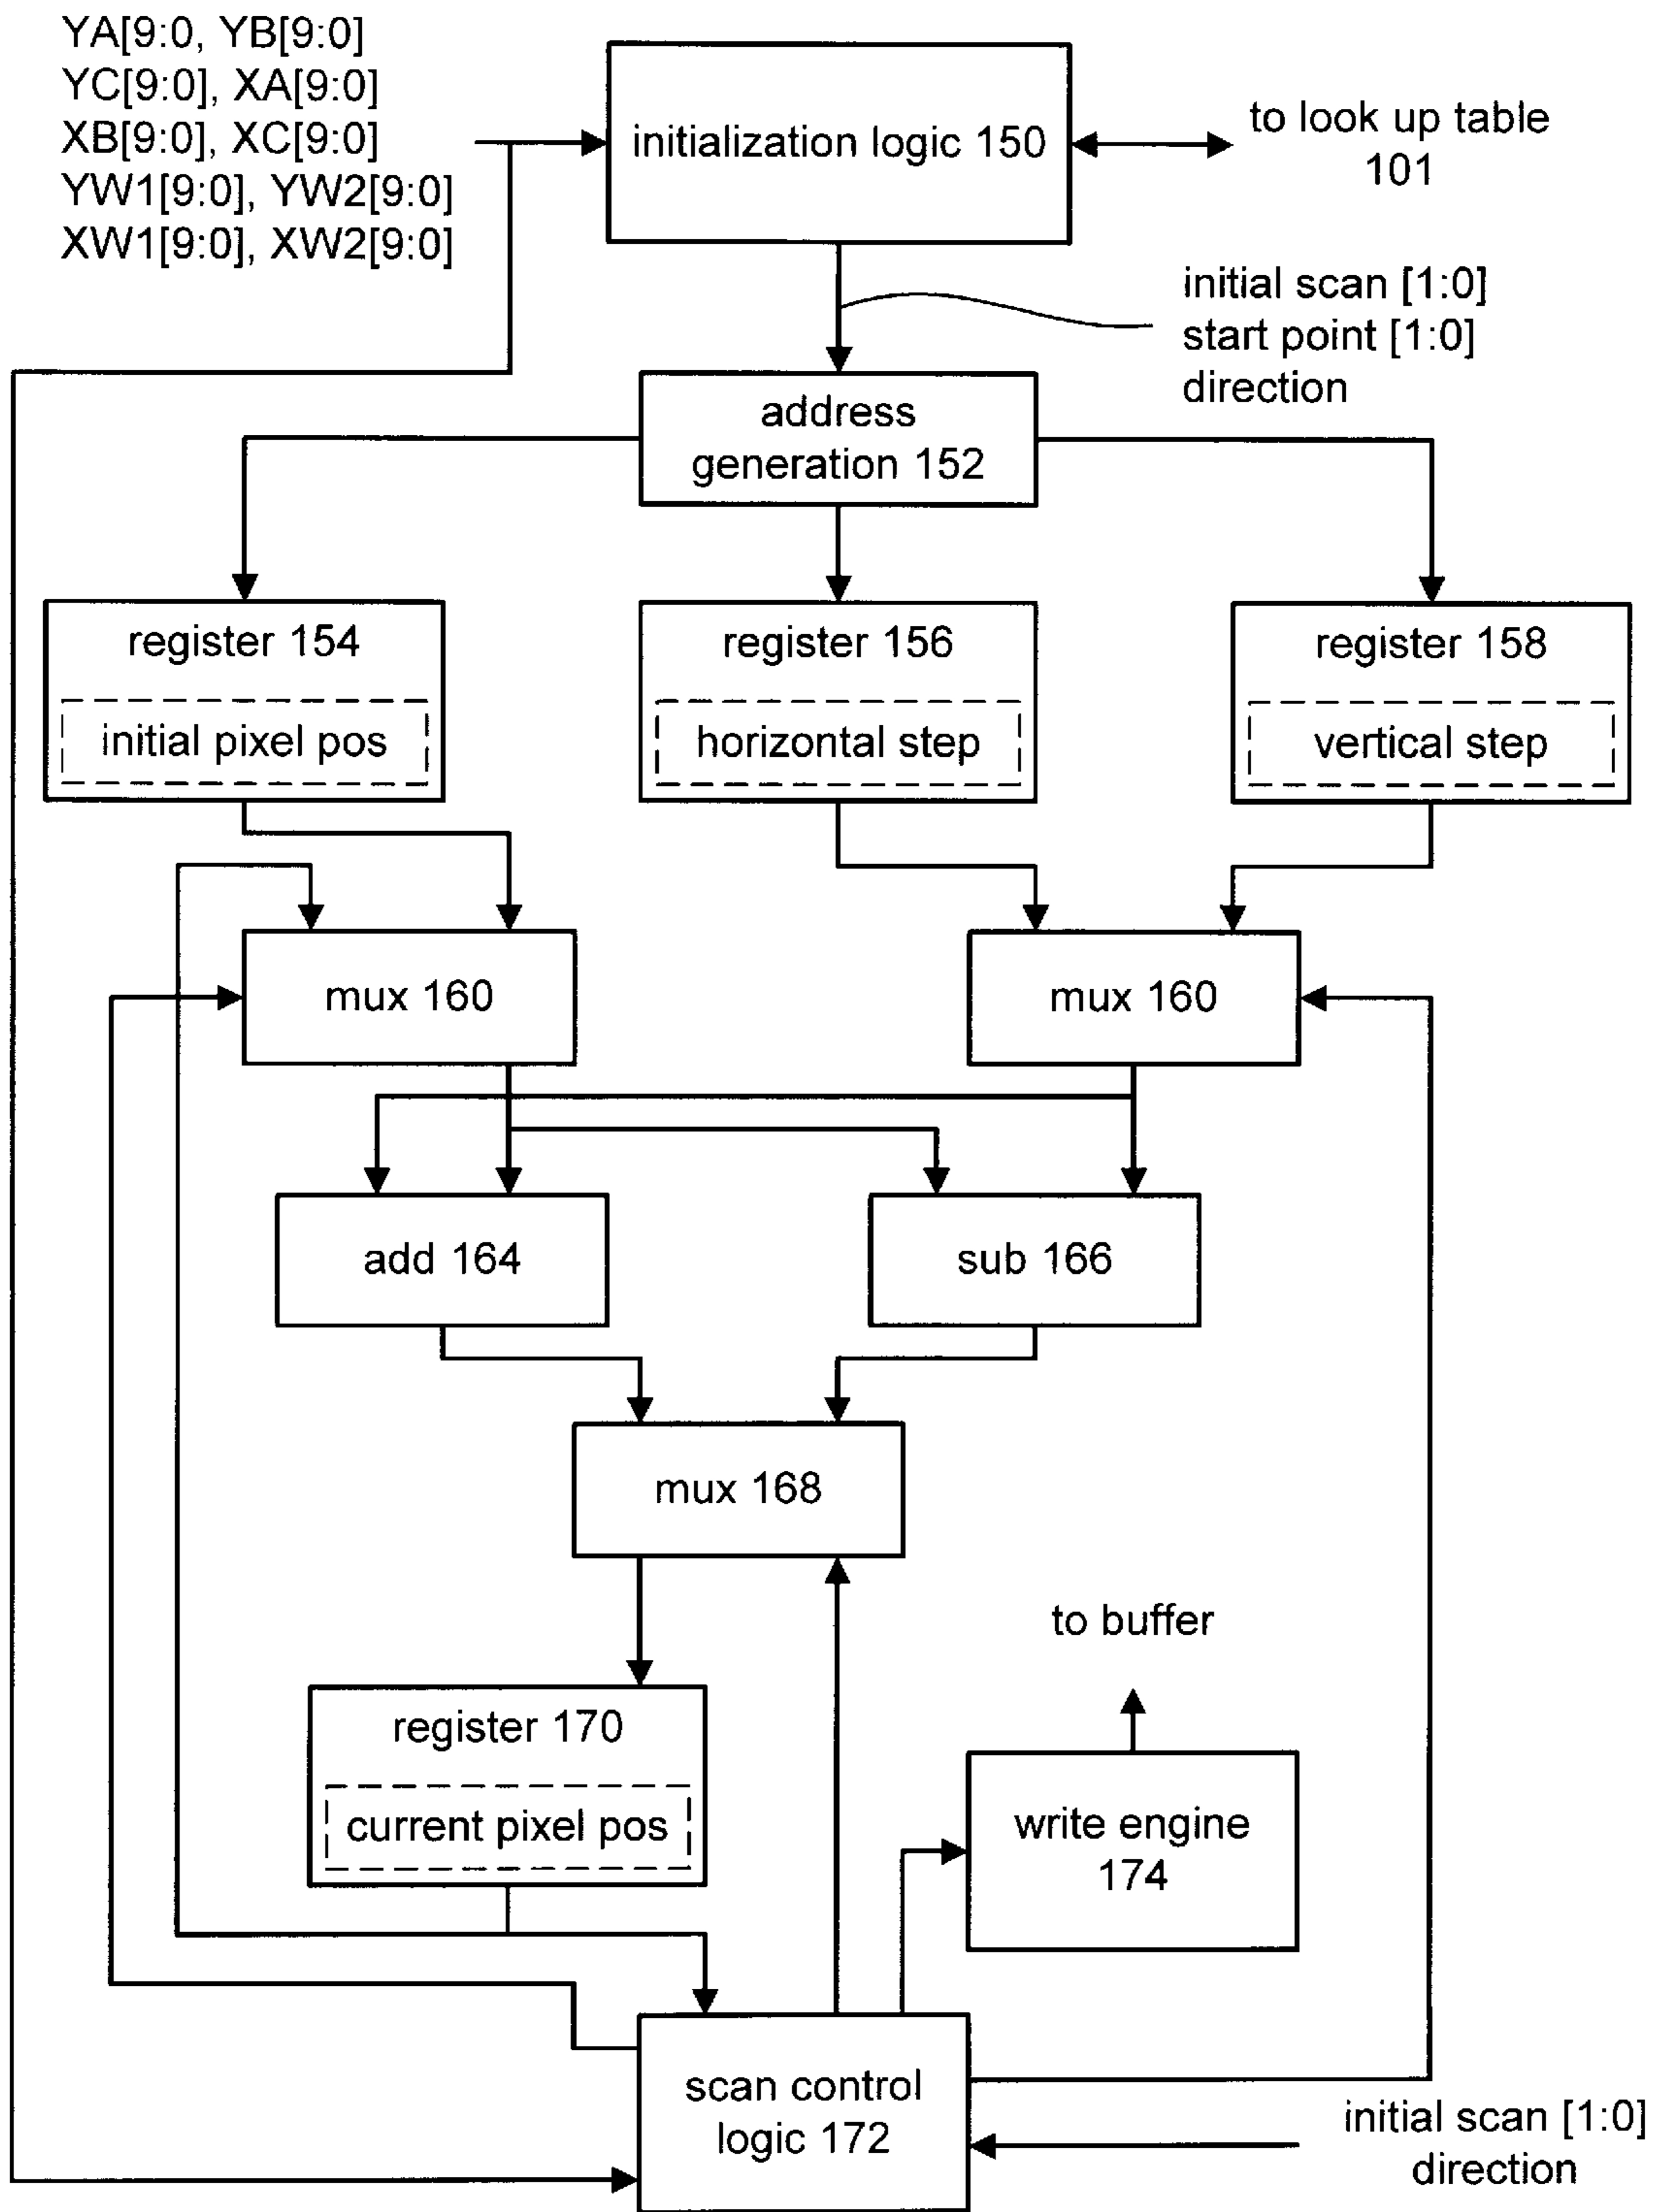 YA[9:0, YB[9:0]
YC[9:0], XA[9:0]
XB[9:0], XC[9:0]
YW1[9:0], YW2[9:0]
XW1[9:0], XW2[9:0]
initialization logic 150
to look up table
101
initial scan [1:0]
start point [1:0]
direction
address
generation 152
register 154
initial pixel pos
register 156
horizontal step
register 158
vertical step
mux 160
mux 160
add 164
sub 166
mux 168
to buffer
register 170
current pixel pos
write engine
174
scan control
logic 172
initial scan [1:0]
direction